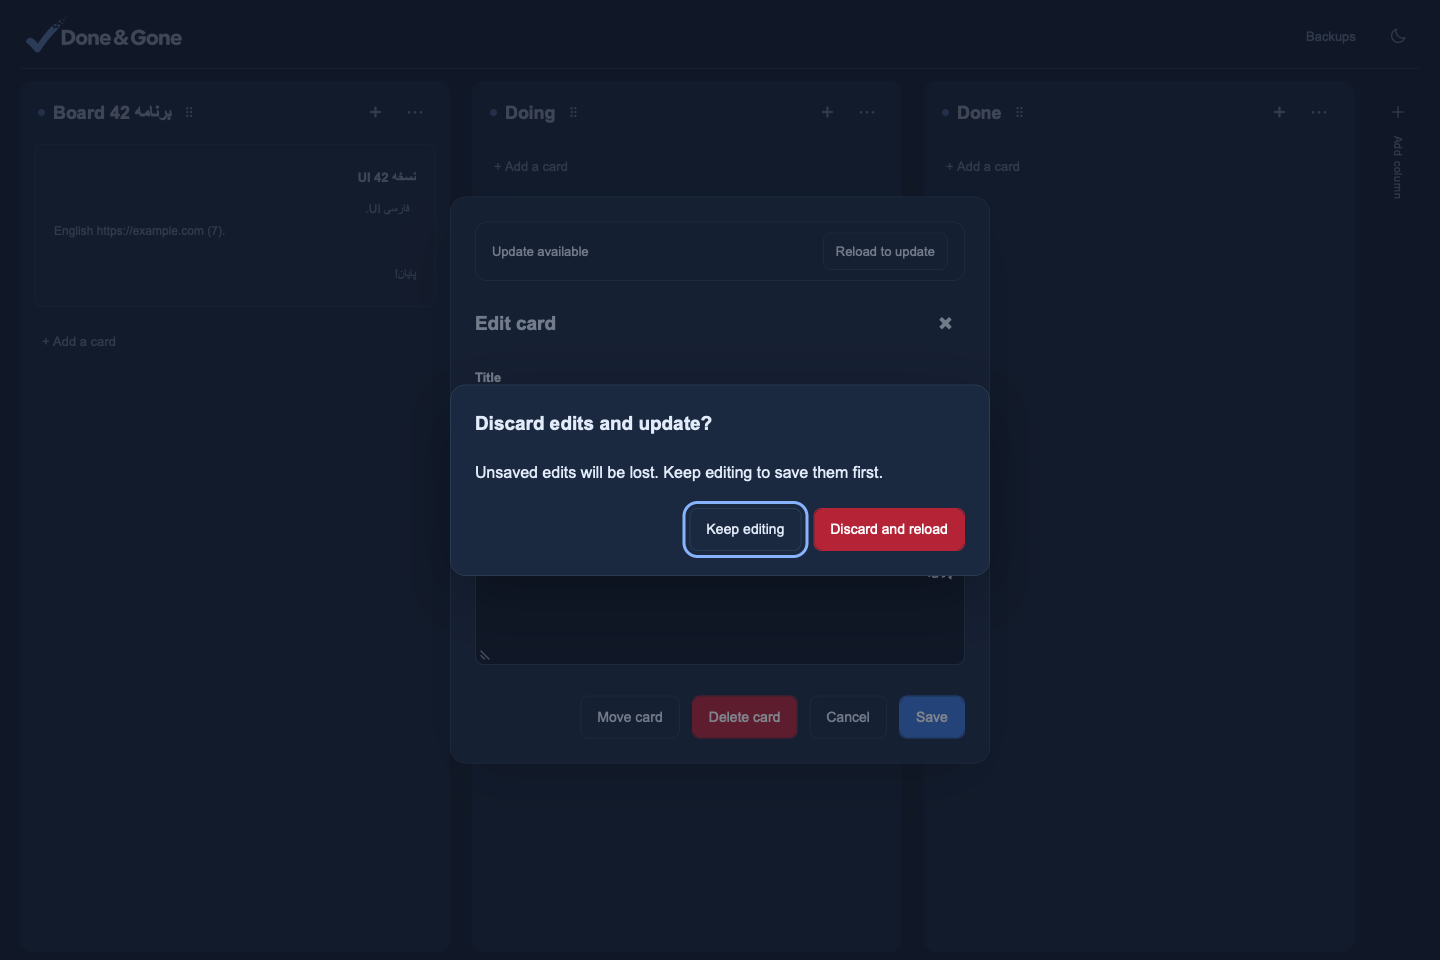 Done & Gone
Backups
Board 42 برنامه
نسخه 42 UI
فارسی UI.
English https://example.com (7).
پایان!
+ Add a card
Doing
+ Add a card
Done
+ Add a card
Add column
Update available
Reload to update
Edit card
Title
Discard edits and update?
Unsaved edits will be lost. Keep editing to save them first.
Keep editing
Discard and reload
Move card
Delete card
Cancel
Save